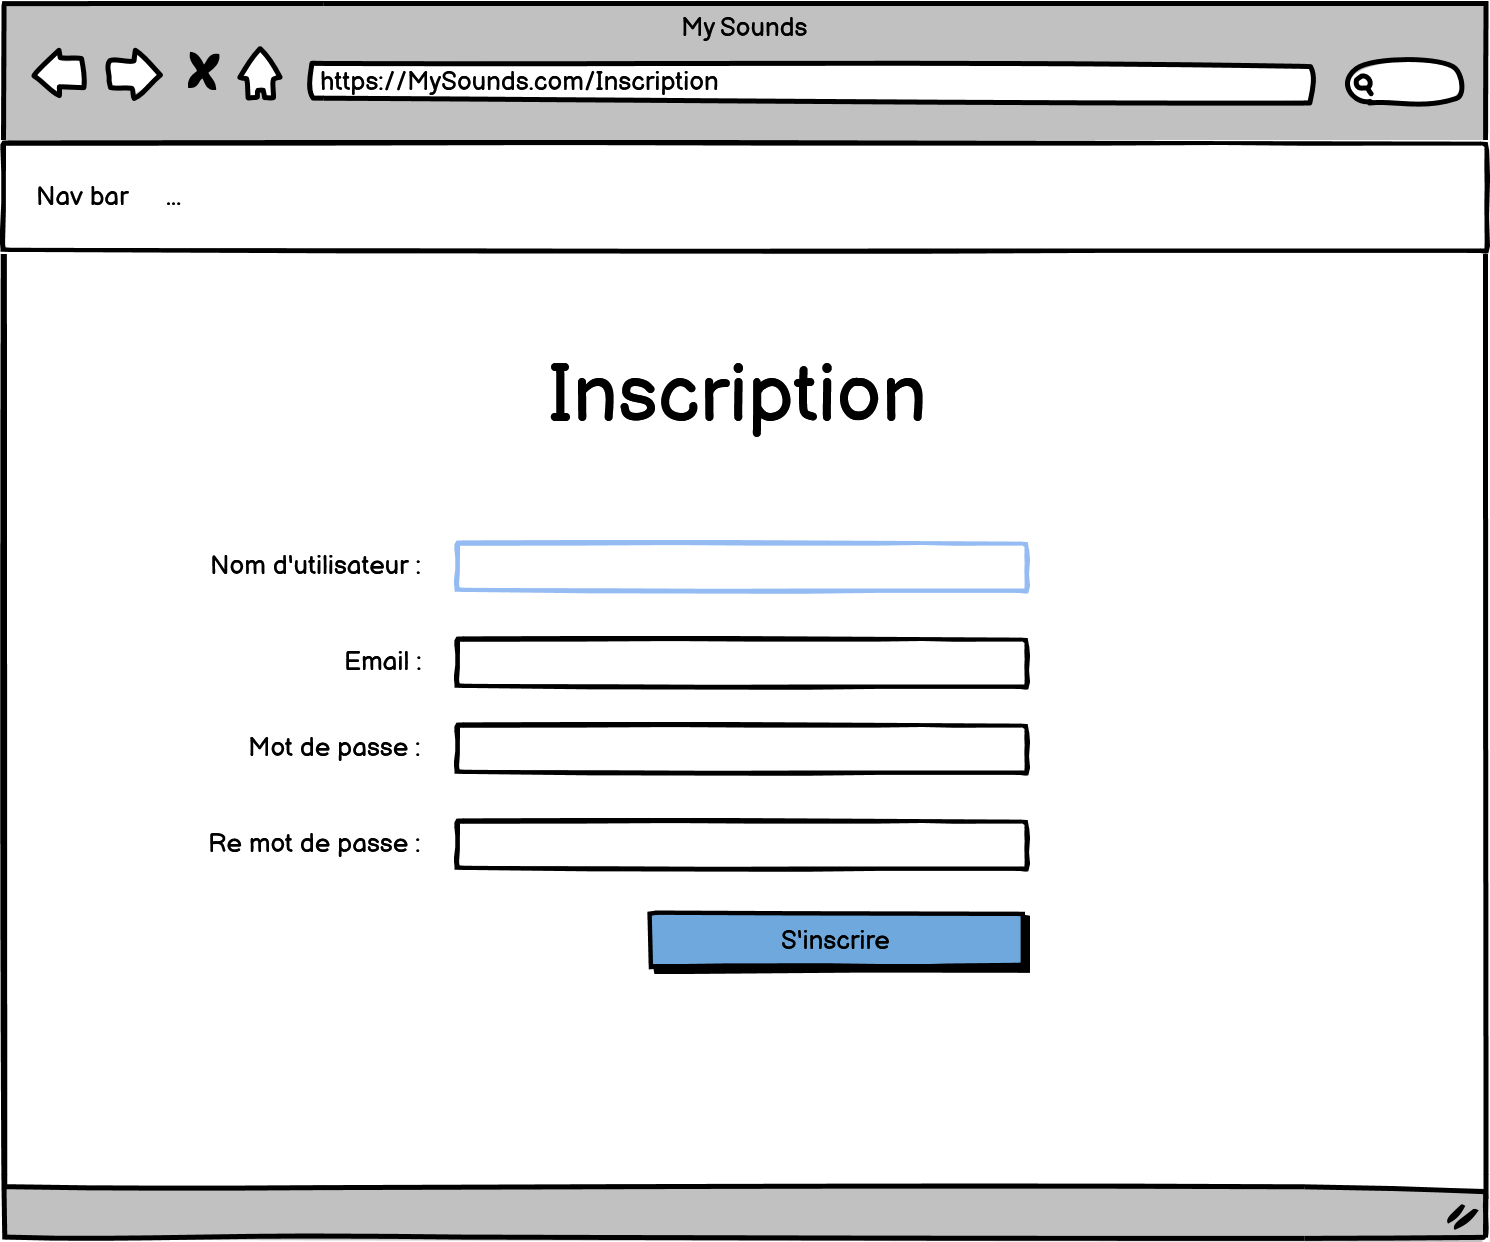 My Sounds
https://MySounds.com/Inscription
Nav bar ...
Inscription
Nom d'utilisateur :
Email :
Mot de passe :
Re mot de passe :
S'inscrire